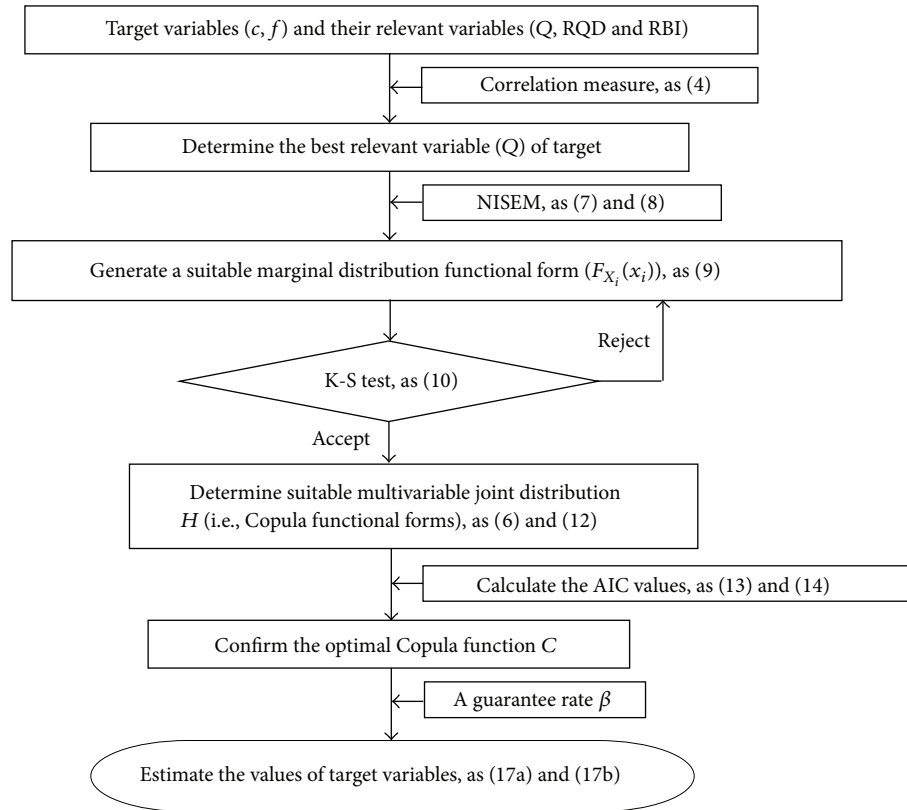 Target variables (c, f) and their relevant variables (Q, RQD and RBI)
Correlation measure, as (4)
Determine the best relevant variable (Q) of target
NISEM, as (7) and (8)
Generate a suitable marginal distribution functional form (F_{X_i}(x_i)), as (9)
Reject
K-S test, as (10)
Accept
Determine suitable multivariable joint distribution
H (i.e., Copula functional forms), as (6) and (12)
Calculate the AIC values, as (13) and (14)
Confirm the optimal Copula function C
A guarantee rate β
Estimate the values of target variables, as (17a) and (17b)